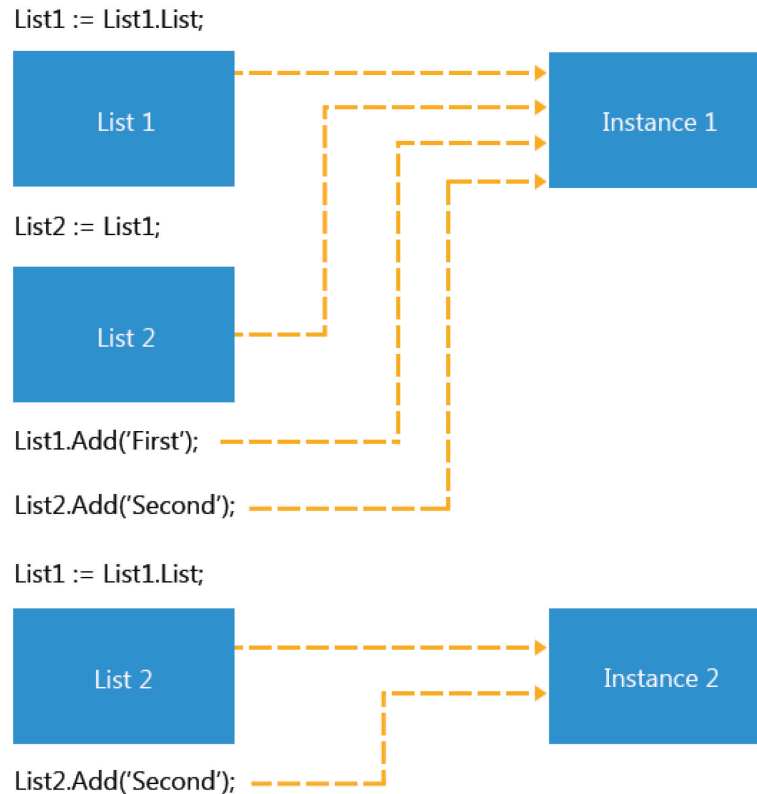 List1 := List1.List;
List 1
Instance 1
List2 := List1;
List 2
List1.Add('First');
List2.Add('Second');
List1 := List1.List;
List 2
Instance 2
List2.Add('Second');